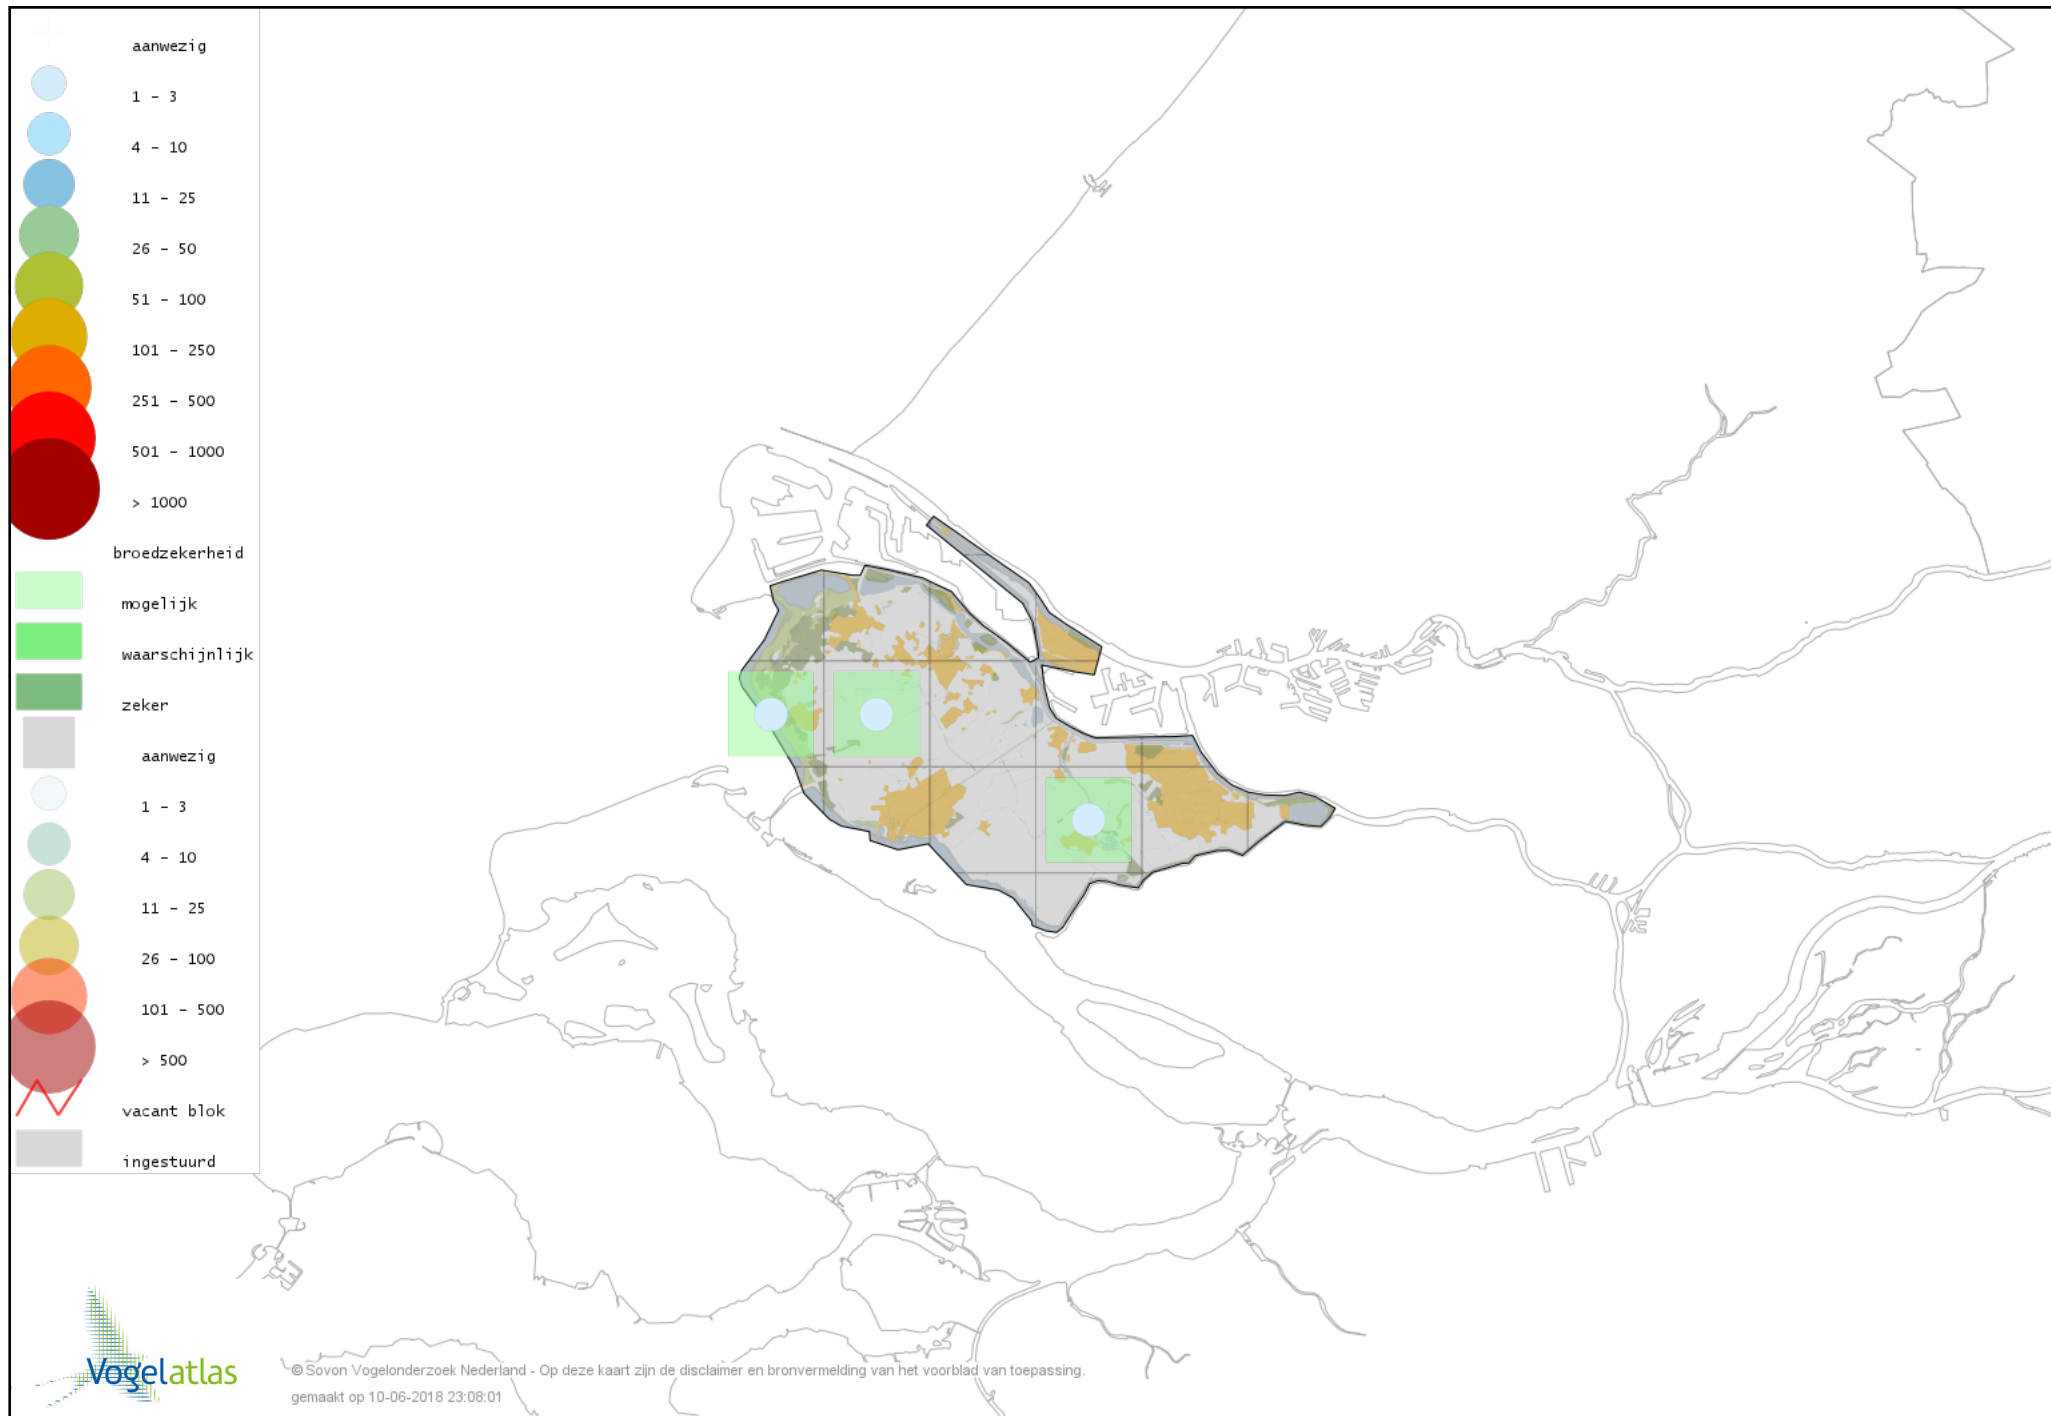 aanwezig
1 - 3
4 - 10
11 - 25
26 - 50
51 - 100
101 - 250
251 - 500
501 - 1000
> 1000
broedzekerheid
mogelijk
waarschijnlijk
zeker
aanwezig
1 - 3
4 - 10
11 - 25
26 - 100
101 - 500
> 500
vacant blok
ingestuurd
Vogelatlas
© Sovon Vogelonderzoek Nederland - Op deze kaart zijn de disclaimer en bronvermelding van het voorblad van toepassing.
gemaakt op 10-06-2018 23:08:01